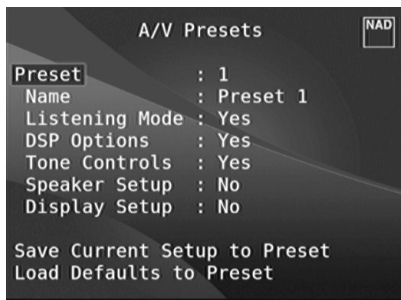 A/V Presets
NAD
Preset : 1
Name : Preset 1
Listening Mode : Yes
DSP Options : Yes
Tone Controls : Yes
Speaker Setup : No
Display Setup : No
Save Current Setup to Preset
Load Defaults to Preset